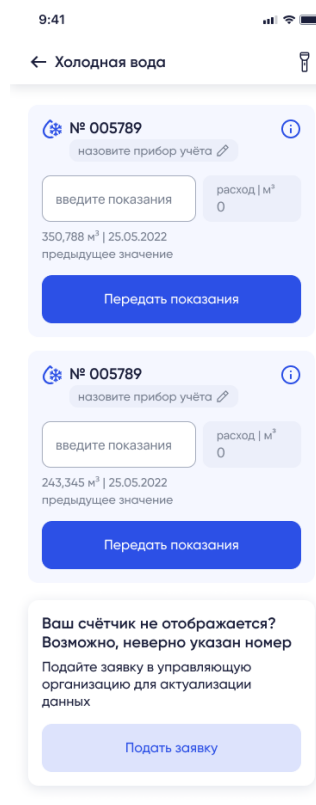 9:41
Холодная вода
№ 005789
назовите прибор учёта
введите показания
расход | м³
0
350,788 м³ | 25.05.2022
предыдущее значение
Передать показания
№ 005789
назовите прибор учёта
введите показания
расход | м³
0
243,345 м³ | 25.05.2022
предыдущее значение
Передать показания
Ваш счётчик не отображается?
Возможно, неверно указан номер
Подайте заявку в управляющую
организацию для актуализации
данных
Подать заявку